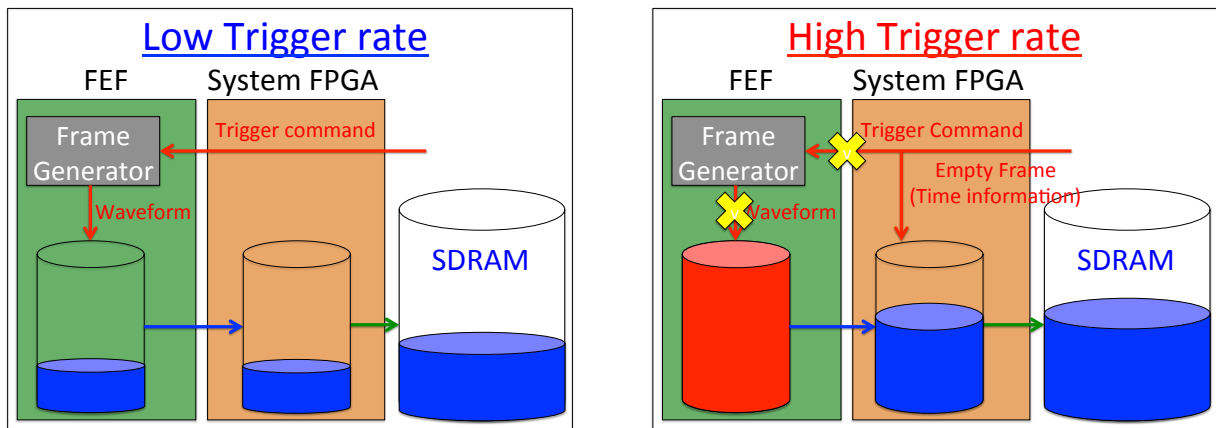 Low Trigger rate
FEF
System FPGA
Frame
Generator
Trigger command
Waveform
SDRAM
High Trigger rate
FEF
System FPGA
Frame
Generator
Trigger Command
v
Empty Frame
(Time information)
v
Waveform
SDRAM